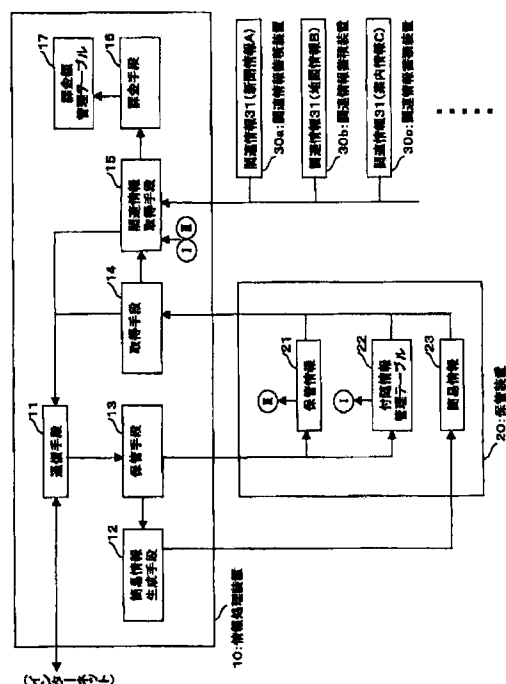 17
課金額
管理テーブル
16
課金手段
15
関連情報
取得手段
14
取得手段
11
通信手段
13
保管手段
12
簡易情報
生成手段
10:情報処理装置
(インターネット)
関連情報31(新聞情報A)
30a:関連情報蓄積装置
関連情報31(地図情報B)
30b:関連情報蓄積装置
関連情報31(案内情報C)
30c:関連情報蓄積装置
I
II
21
保管情報
II
22
付随情報
管理テーブル
I
23
簡易情報
20:保管装置